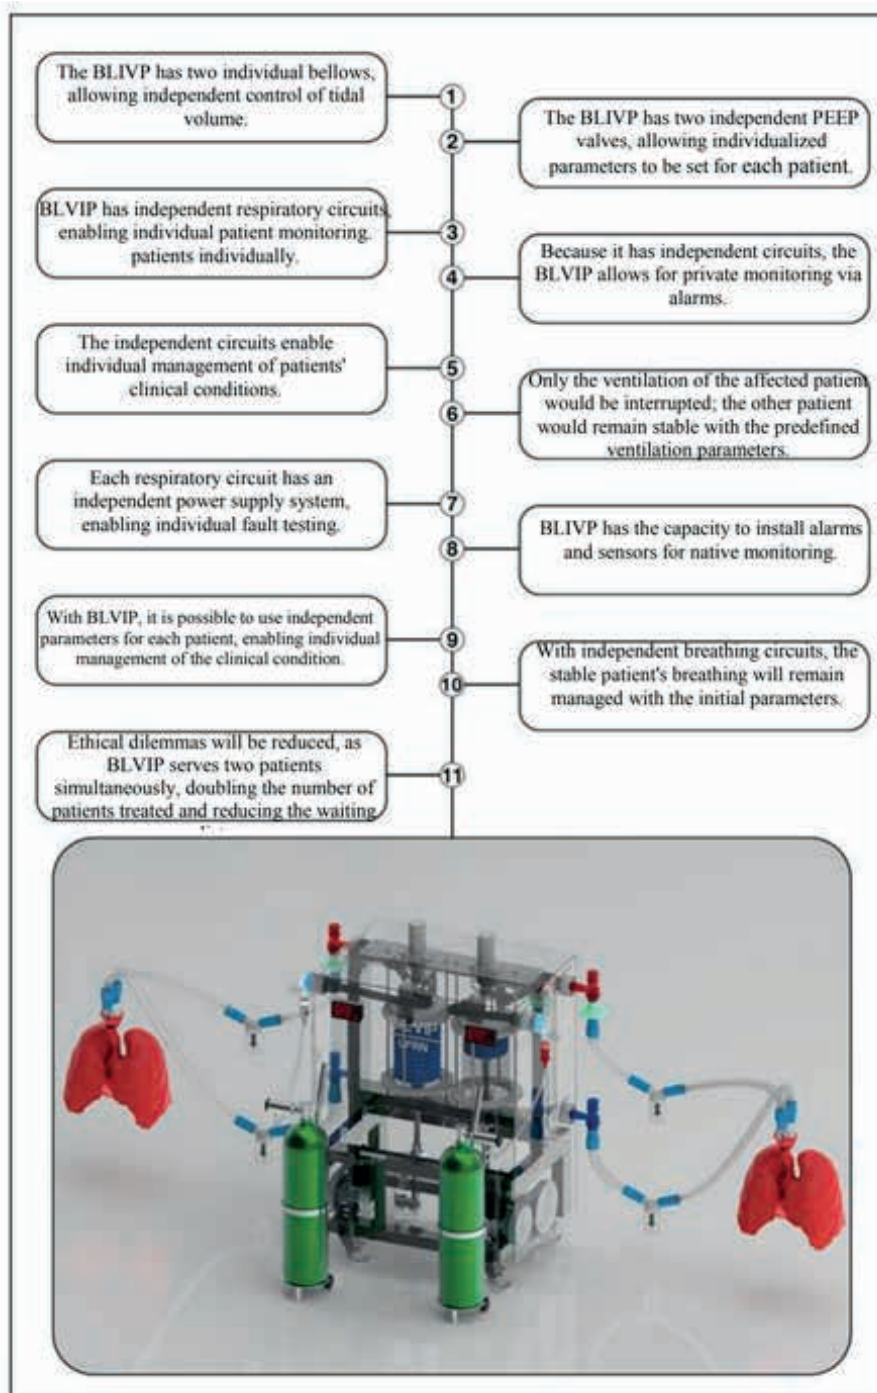 The BLIVP has two individual bellows,
allowing independent control of tidal
volume.
1
2
The BLIVP has two independent PEEP
valves, allowing individualized
parameters to be set for each patient.
BLVIP has independent respiratory circuits,
enabling individual patient monitoring.
patients individually.
3
4
Because it has independent circuits, the
BLVIP allows for private monitoring via
alarms.
The independent circuits enable
individual management of patients'
clinical conditions.
5
6
Only the ventilation of the affected patient
would be interrupted; the other patient
would remain stable with the predefined
ventilation parameters.
Each respiratory circuit has an
independent power supply system,
enabling individual fault testing.
7
8
BLIVP has the capacity to install alarms
and sensors for native monitoring.
With BLVIP, it is possible to use independent
parameters for each patient, enabling individual
management of the clinical condition.
9
10
With independent breathing circuits, the
stable patient's breathing will remain
managed with the initial parameters.
Ethical dilemmas will be reduced, as
BLVIP serves two patients
simultaneously, doubling the number of
patients treated and reducing the waiting
11